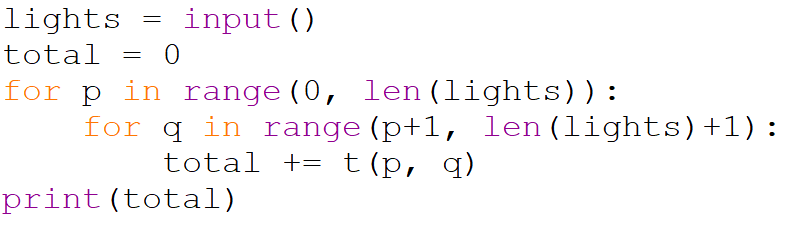 lights = input()
total = 0
for p in range(0, len(lights)):
    for q in range(p+1, len(lights)+1):
        total += t(p, q)
print(total)